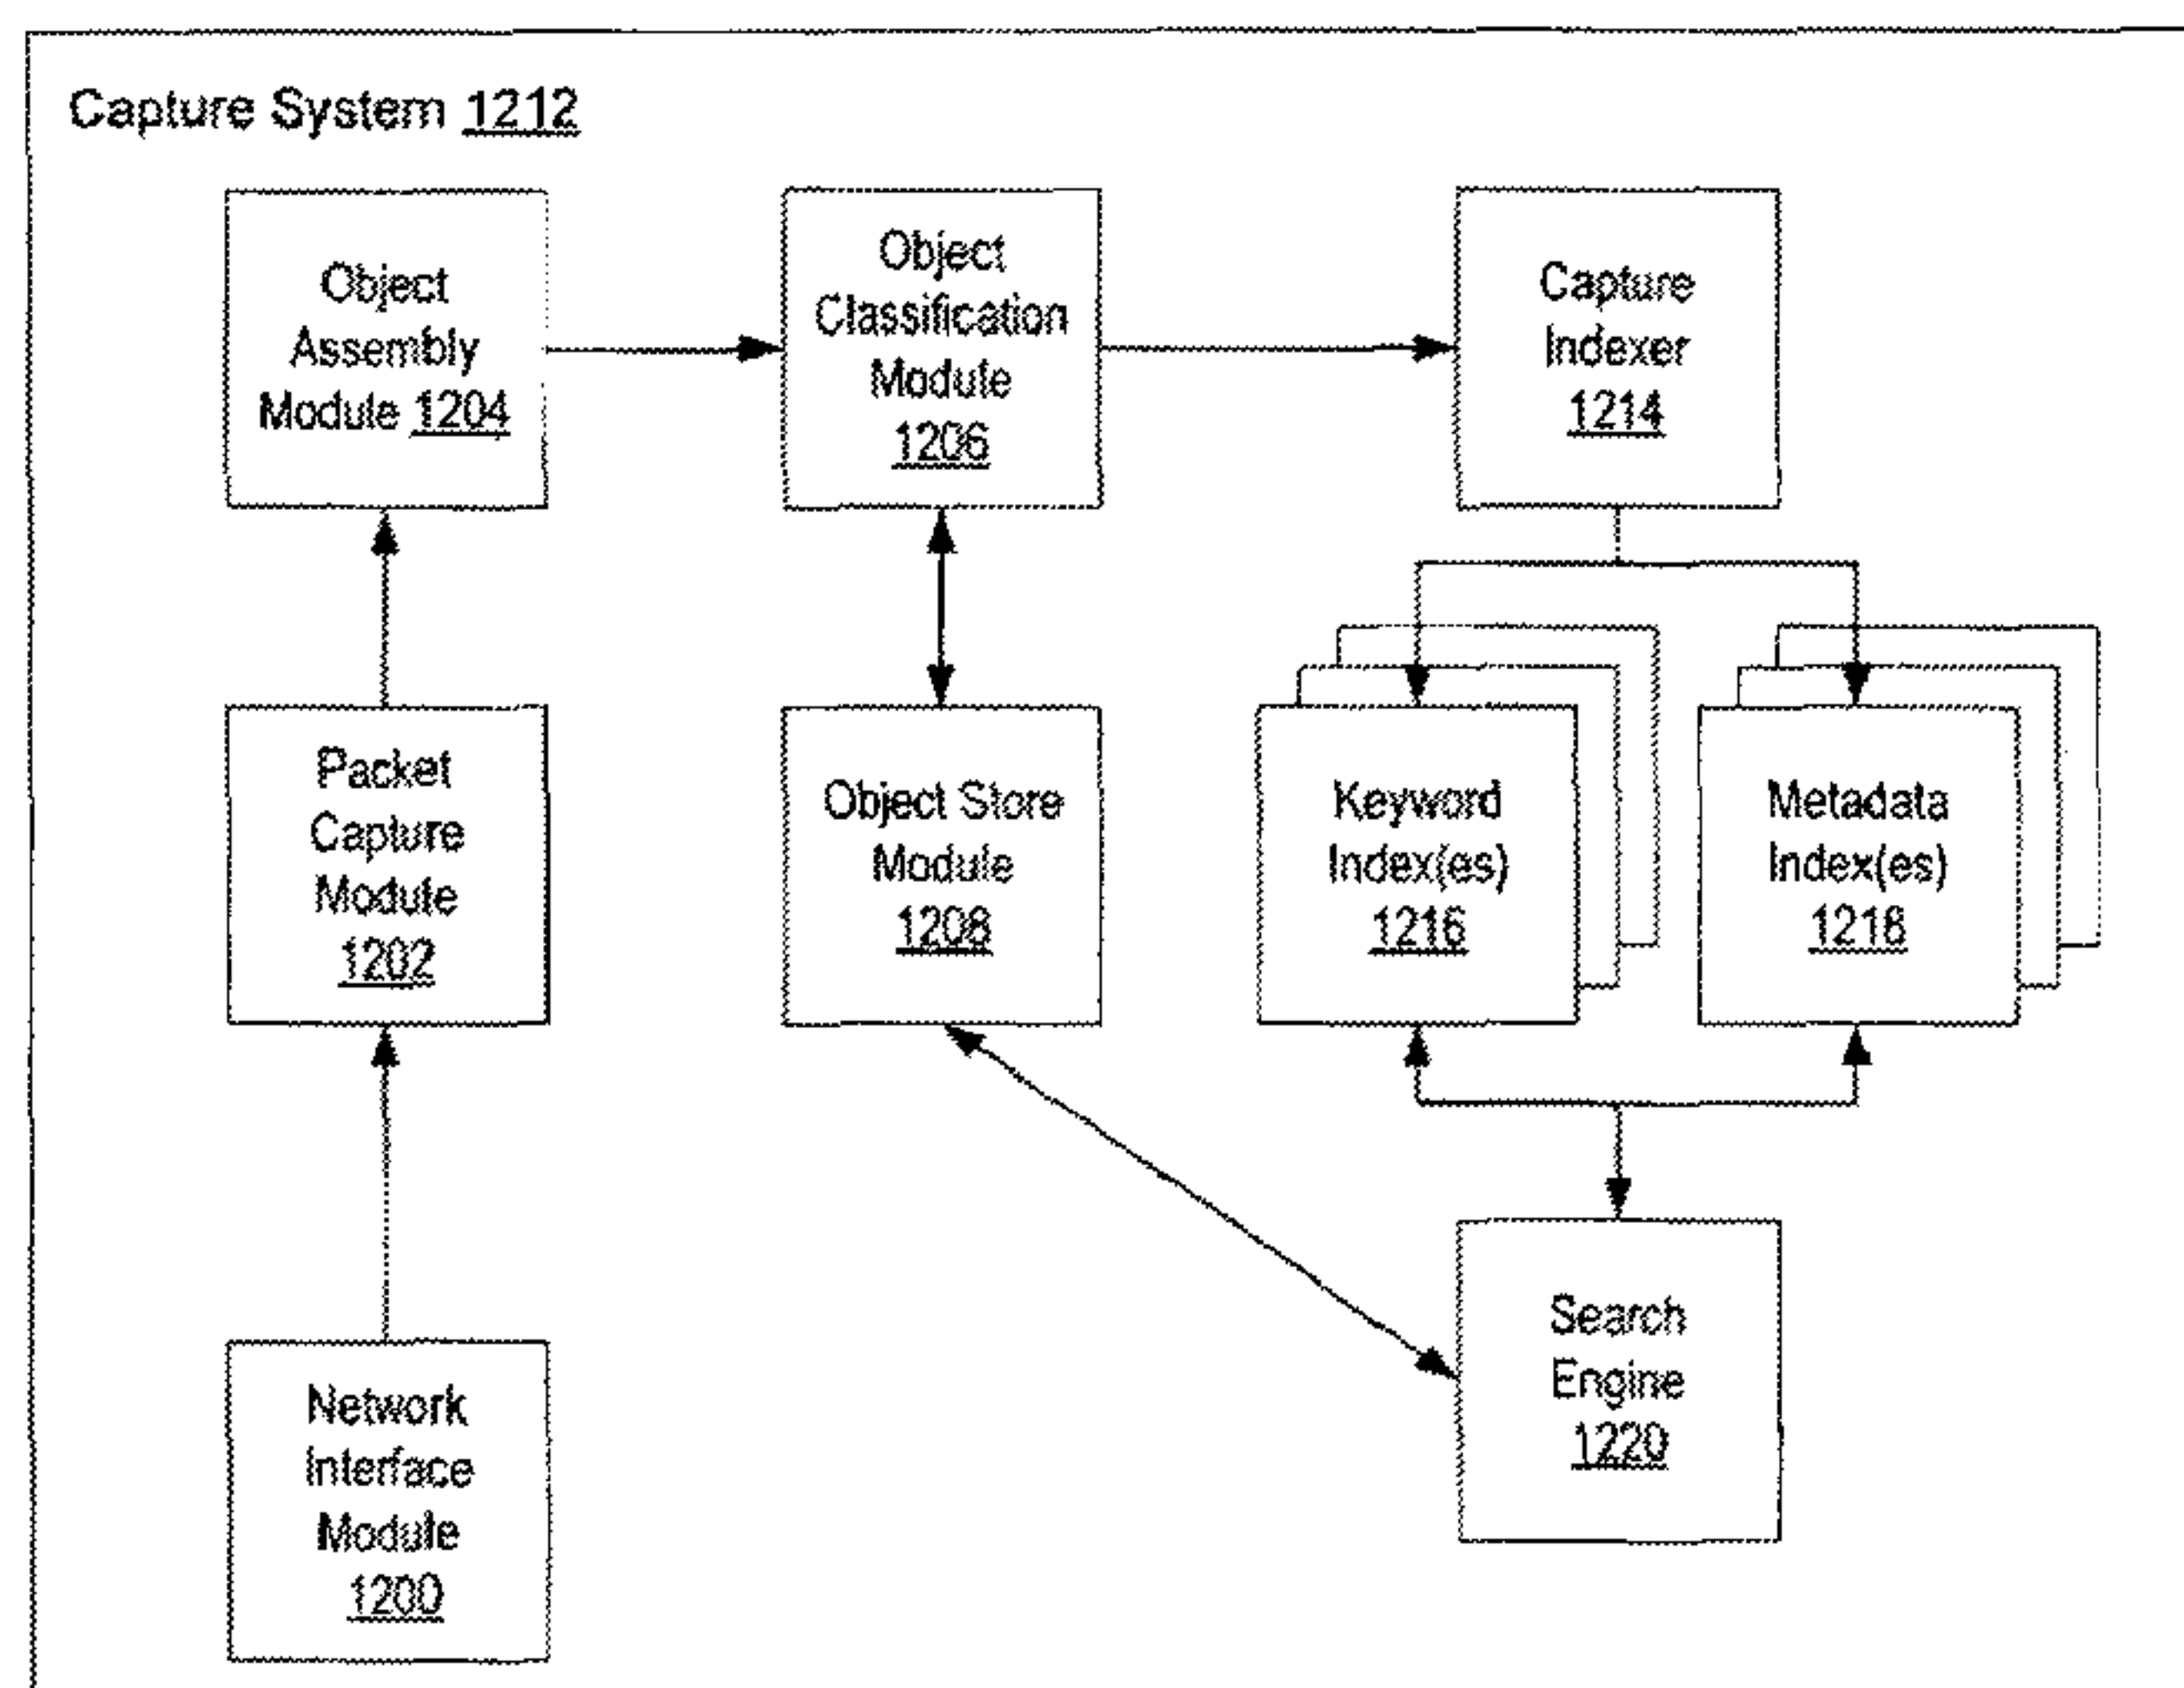 Capture System 1212
Object
Assembly
Module 1204
Object
Classification
Module
1206
Capture
Indexer
1214
Packet
Capture
Module
1202
Object Store
Module
1208
Keyword
Index(es)
1216
Metadata
Index(es)
1218
Network
Interface
Module
1200
Search
Engine
1220